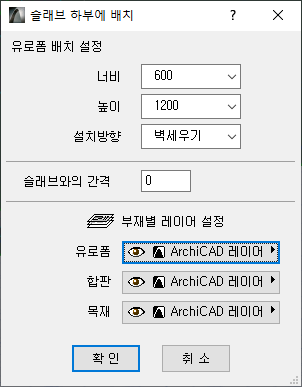 슬래브 하부에 배치
유로폼 배치 설정
너비 600
높이 1200
설치방향 벽세우기
슬래브와의 간격 0
부재별 레이어 설정
유로폼 ArchiCAD 레이어
합판 ArchiCAD 레이어
목재 ArchiCAD 레이어
확 인 취 소